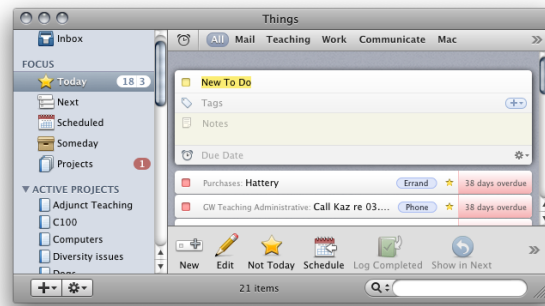 Things
Inbox
All Mail Teaching Work Communicate Mac
FOCUS
Today 18 3
Next
Scheduled
Someday
Projects 1
ACTIVE PROJECTS
Adjunct Teaching
C100
Computers
Diversity issues
Dogs
New To Do
Tags
Notes
Due Date
Purchases: Hattery Errand 38 days overdue
GW Teaching Administrative: Call Kaz re 03.... Phone 38 days overdue
New Edit Not Today Schedule Log Completed Show in Next
21 items